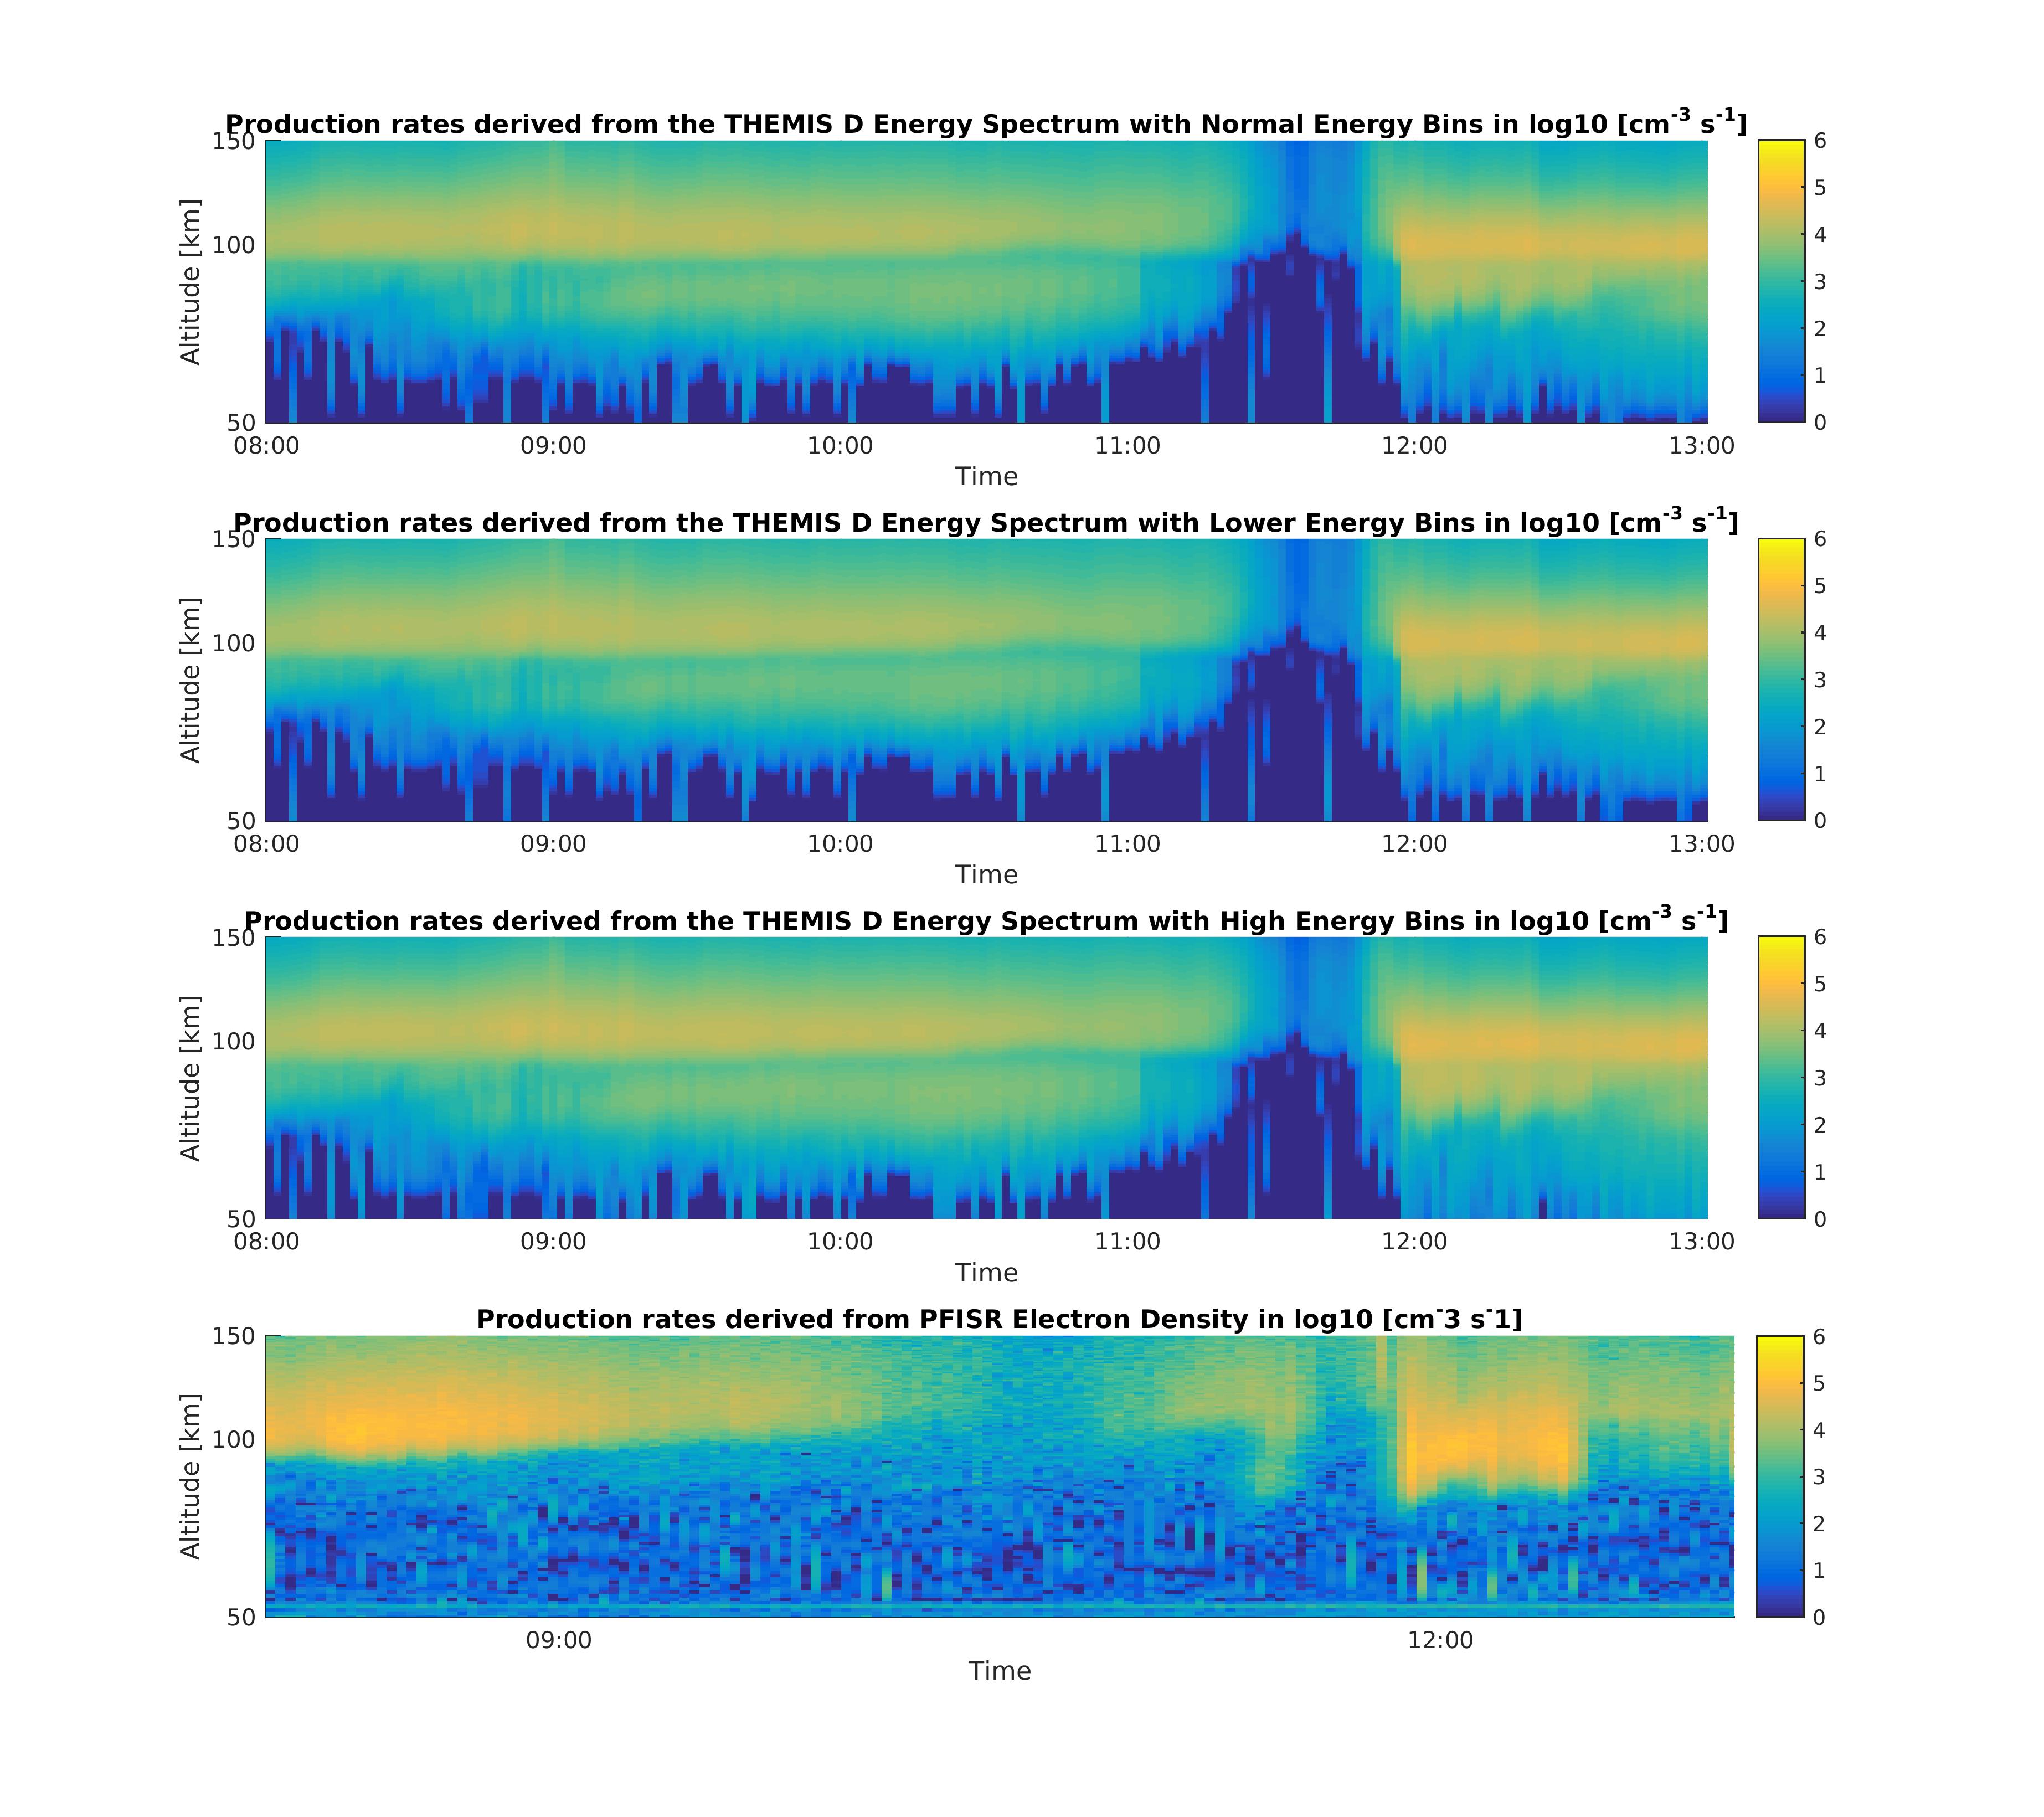 Production rates derived from the THEMIS D Energy Spectrum with Normal Energy Bins in log10 [cm-3 s-1]
150
100
50
Altitude [km]
08:00 09:00 10:00 11:00 12:00 13:00
Time
6
5
4
3
2
1
0
Production rates derived from the THEMIS D Energy Spectrum with Lower Energy Bins in log10 [cm-3 s-1]
150
100
50
Altitude [km]
08:00 09:00 10:00 11:00 12:00 13:00
Time
6
5
4
3
2
1
0
Production rates derived from the THEMIS D Energy Spectrum with High Energy Bins in log10 [cm-3 s-1]
150
100
50
Altitude [km]
08:00 09:00 10:00 11:00 12:00 13:00
Time
6
5
4
3
2
1
0
Production rates derived from PFISR Electron Density in log10 [cm-3 s-1]
150
100
50
Altitude [km]
09:00 12:00
Time
6
5
4
3
2
1
0